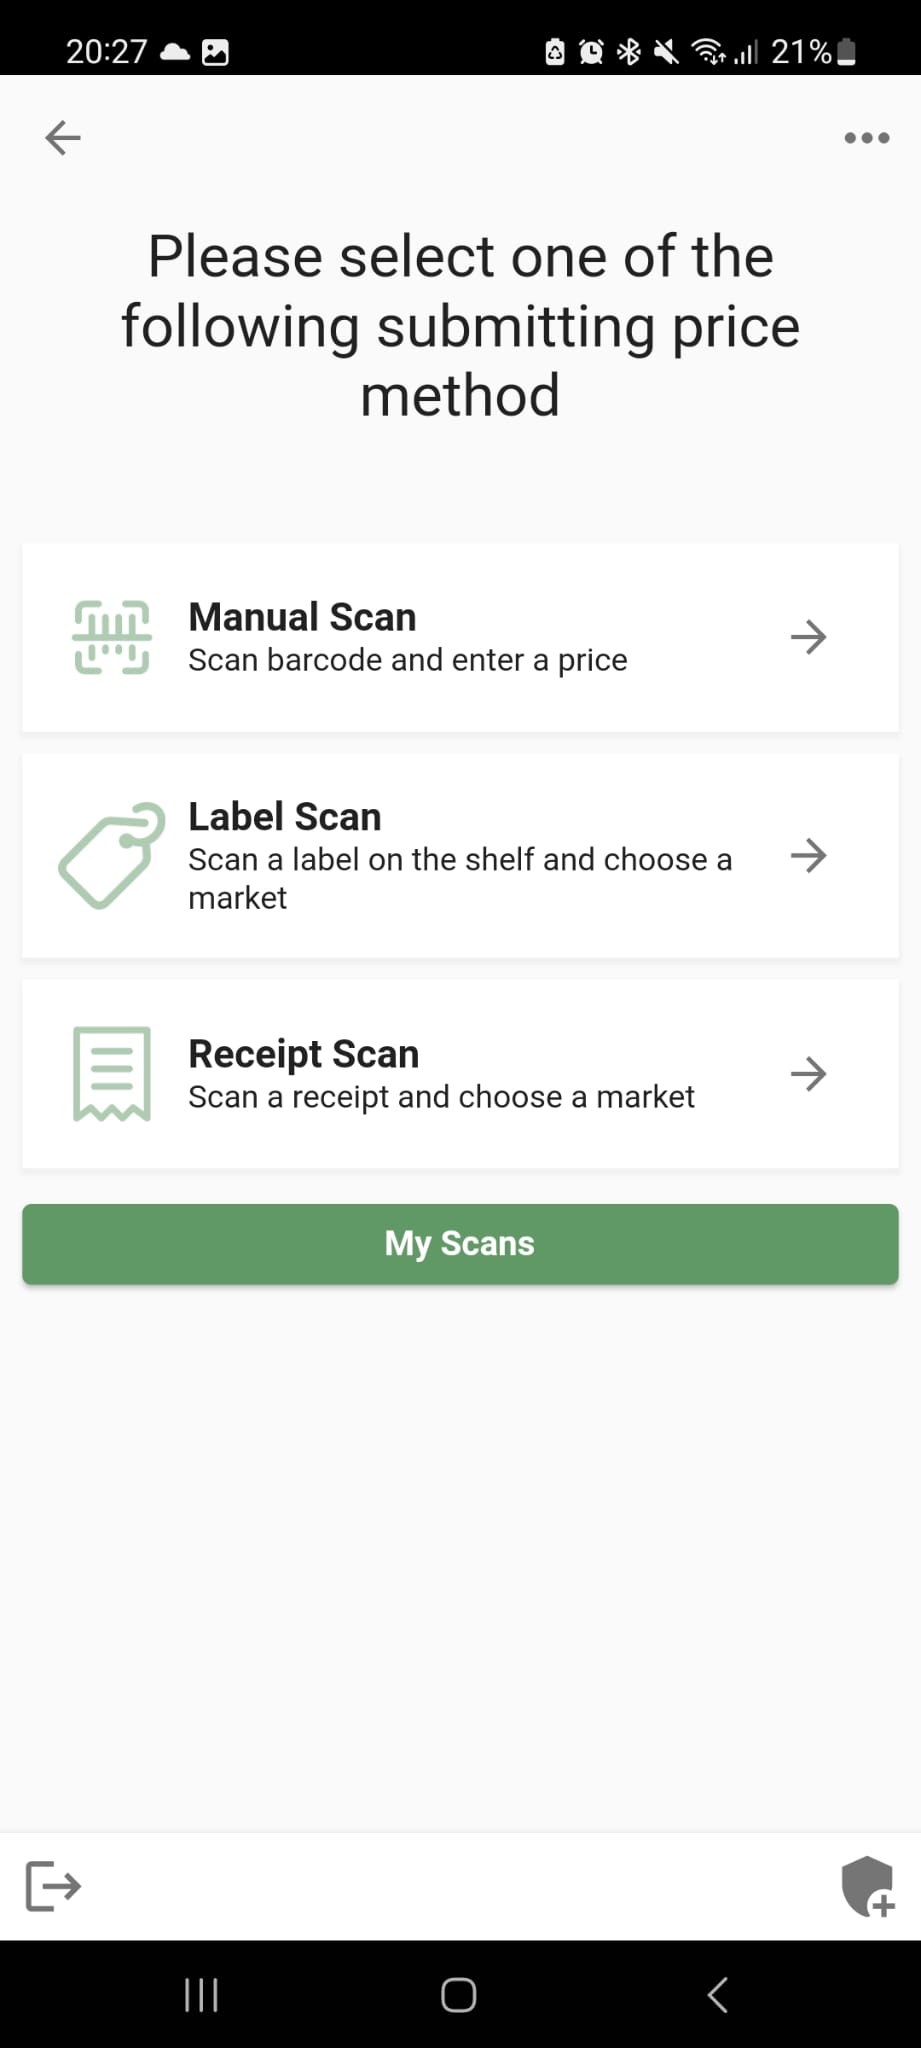 20:27
21%
Please select one of the
following submitting price
method
Manual Scan
Scan barcode and enter a price
Label Scan
Scan a label on the shelf and choose a
market
Receipt Scan
Scan a receipt and choose a market
My Scans